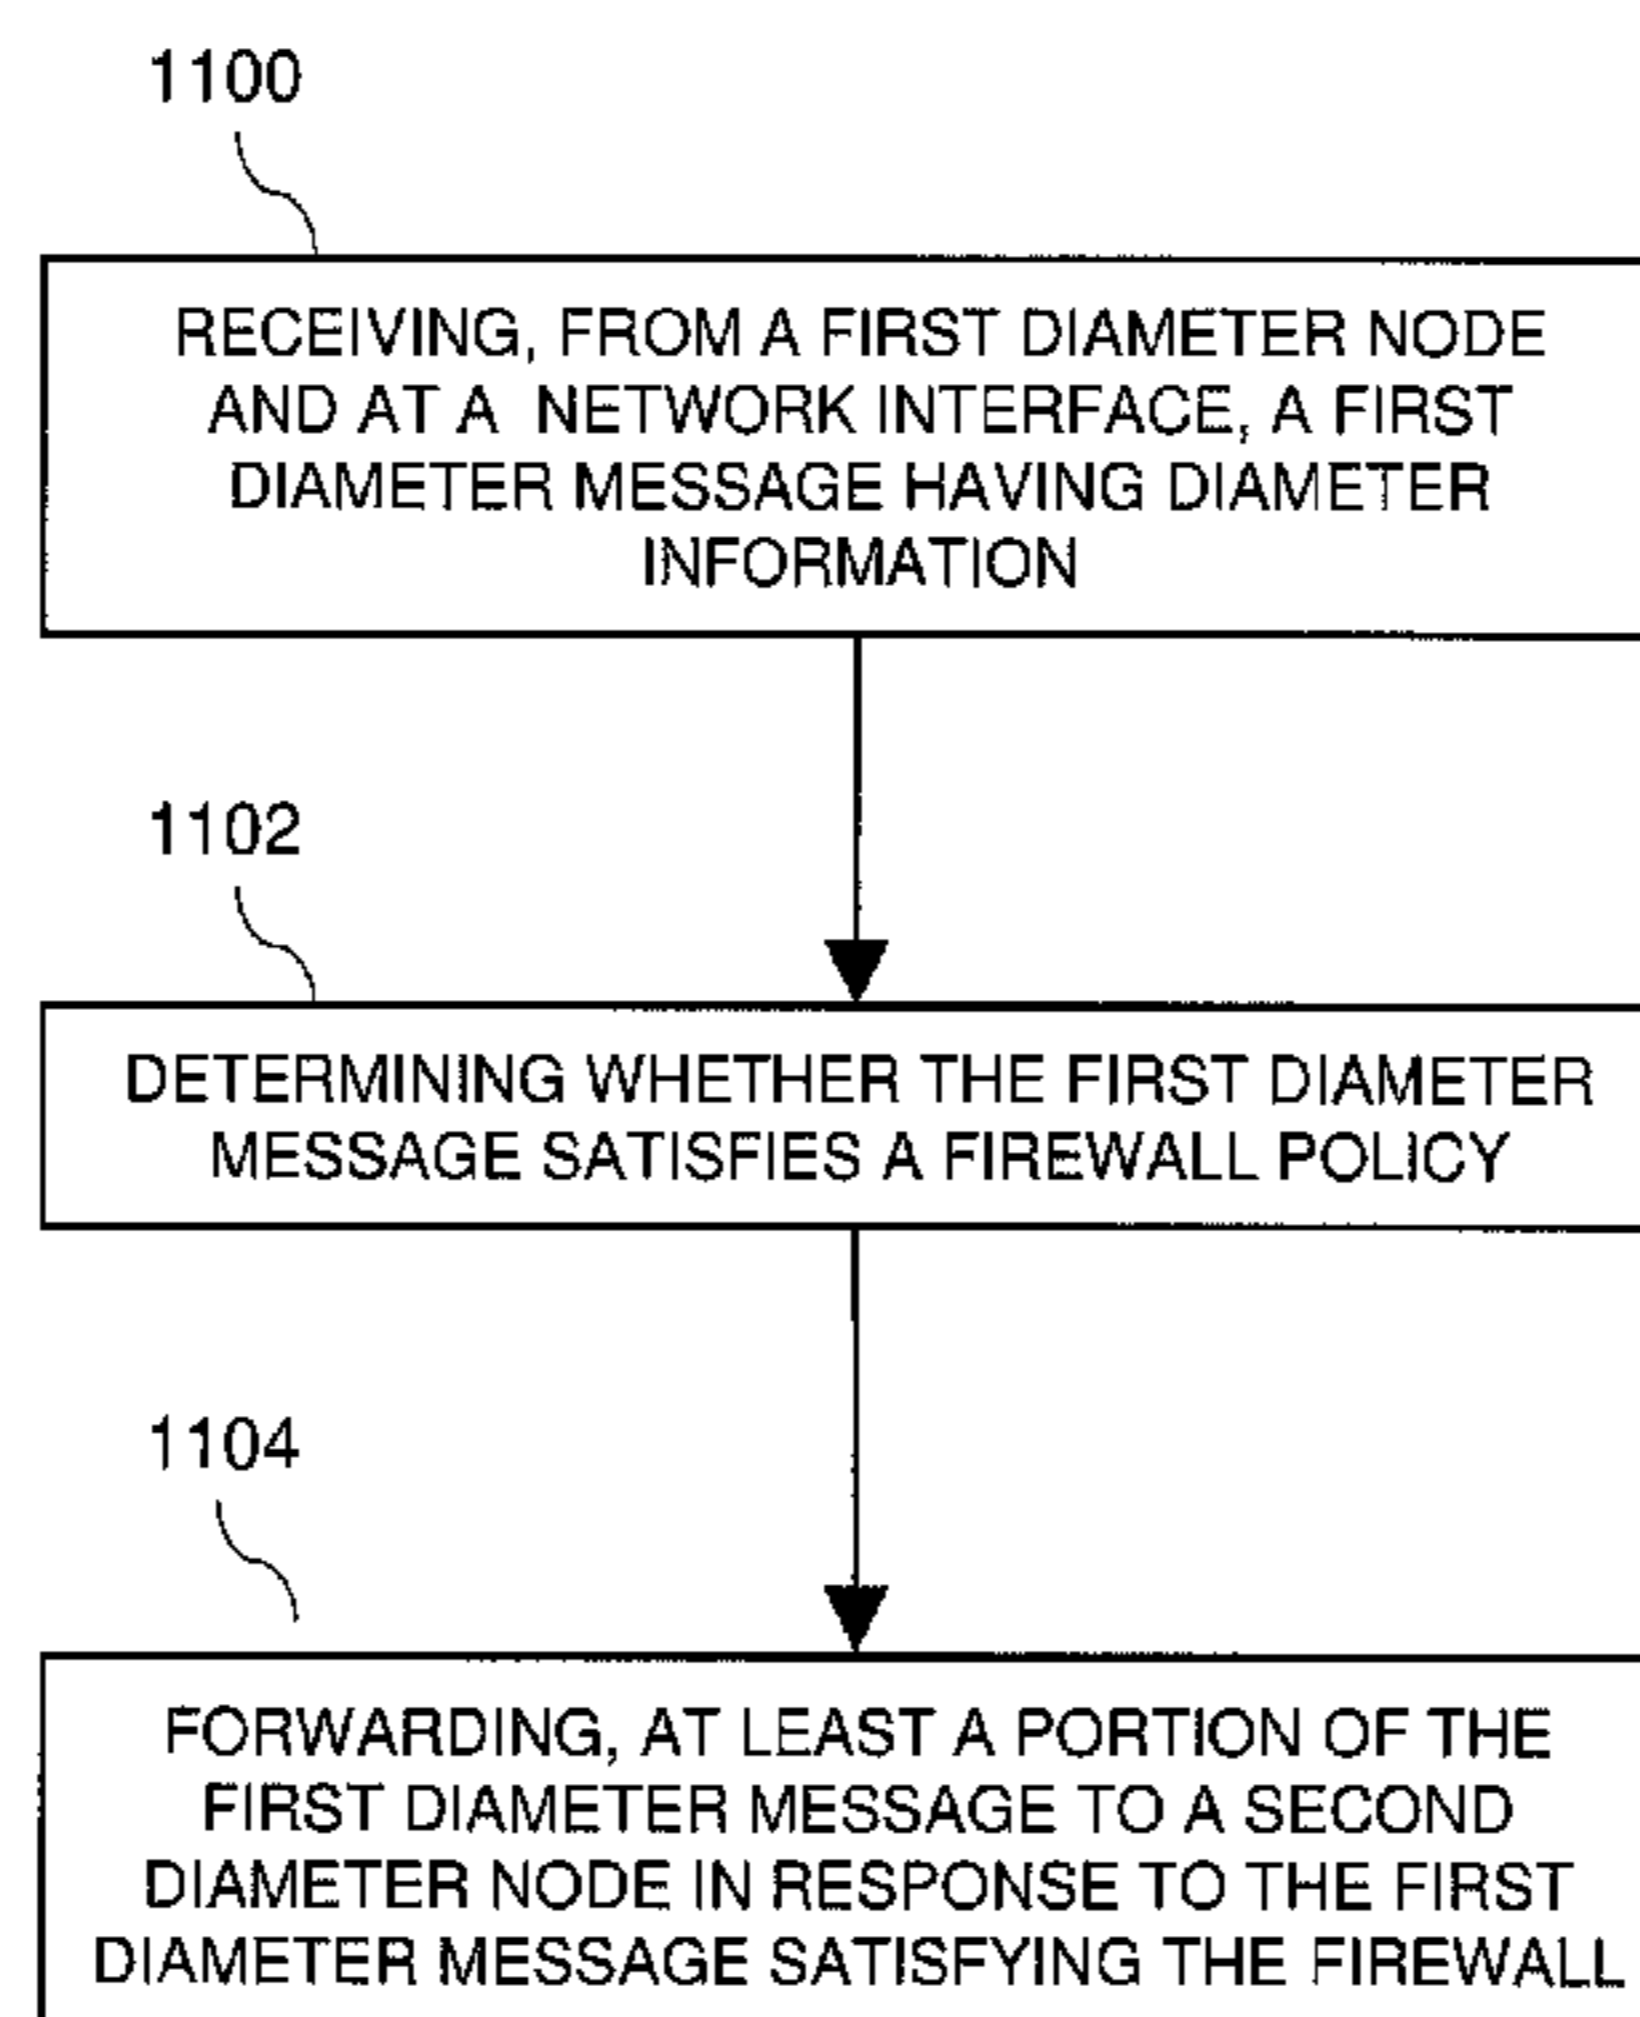 1100
RECEIVING, FROM A FIRST DIAMETER NODE
AND AT A NETWORK INTERFACE, A FIRST
DIAMETER MESSAGE HAVING DIAMETER
INFORMATION
1102
DETERMINING WHETHER THE FIRST DIAMETER
MESSAGE SATISFIES A FIREWALL POLICY
1104
FORWARDING, AT LEAST A PORTION OF THE
FIRST DIAMETER MESSAGE TO A SECOND
DIAMETER NODE IN RESPONSE TO THE FIRST
DIAMETER MESSAGE SATISFYING THE FIREWALL